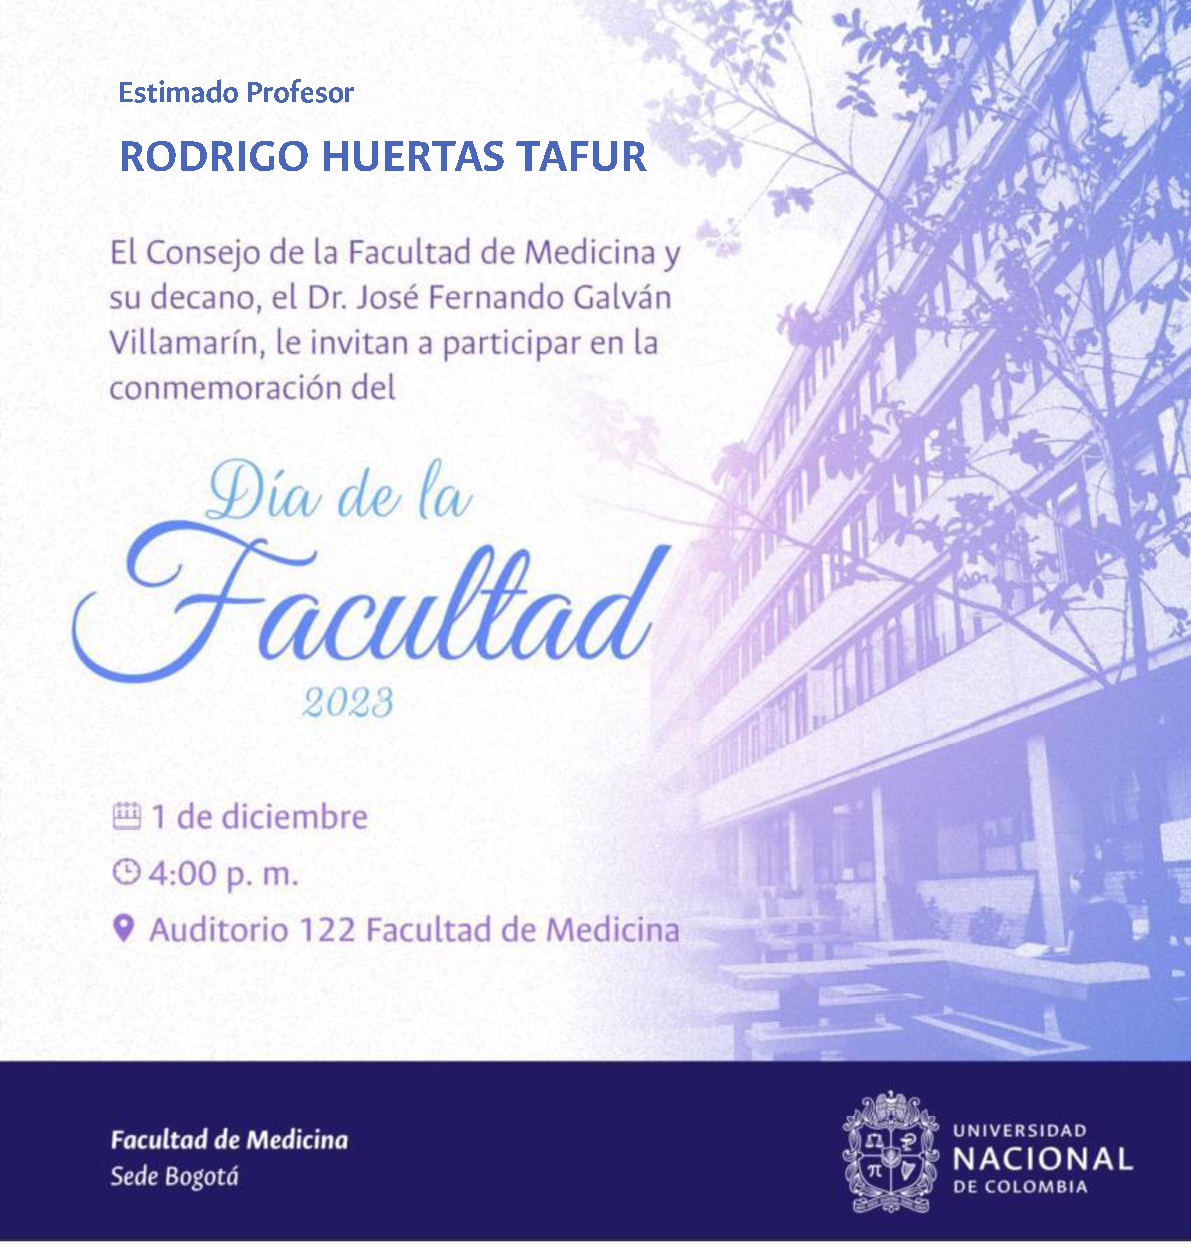 Estimado Profesor
RODRIGO HUERTAS TAFUR
El Consejo de la Facultad de Medicina y
su decano, el Dr. José Fernando Galván
Villamarín, le invitan a participar en la
conmemoración del
Día de la
Facultad
2023
1 de diciembre
4:00 p. m.
Auditorio 122 Facultad de Medicina
Facultad de Medicina
Sede Bogotá
UNIVERSIDAD
NACIONAL
DE COLOMBIA